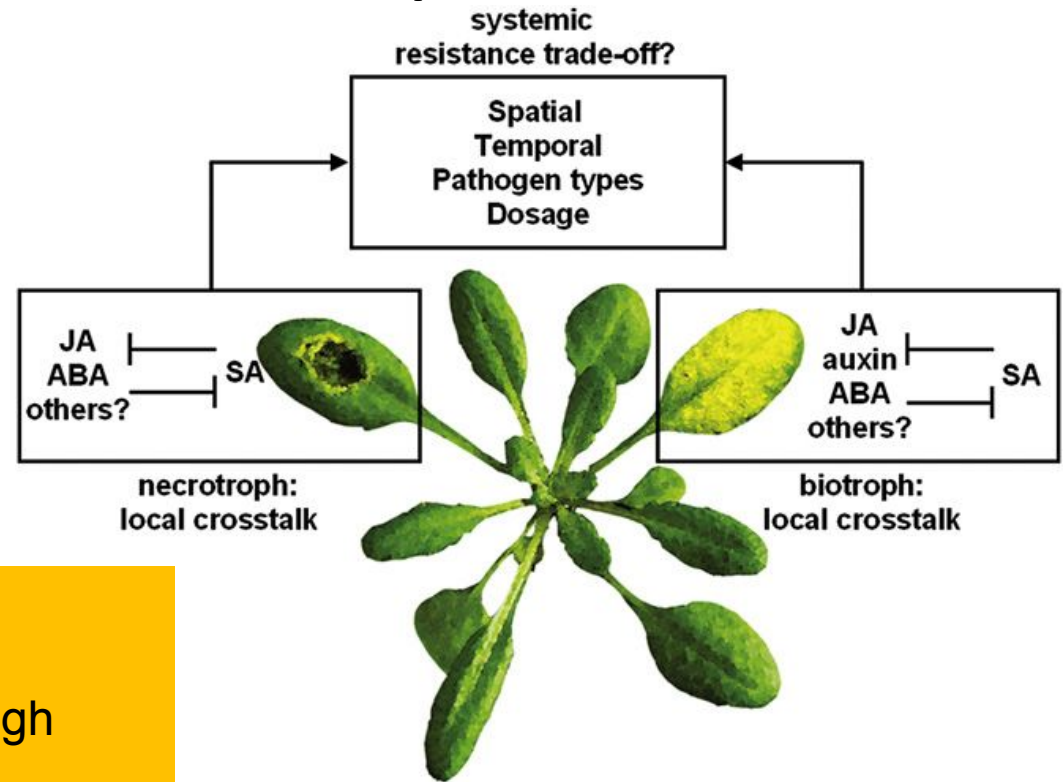 systemic
resistance trade-off?
Spatial
Temporal
Pathogen types
Dosage
JA
ABA
others?
SA
necrotroph:
local crosstalk
JA
auxin
ABA
others?
SA
biotroph:
local crosstalk
gh